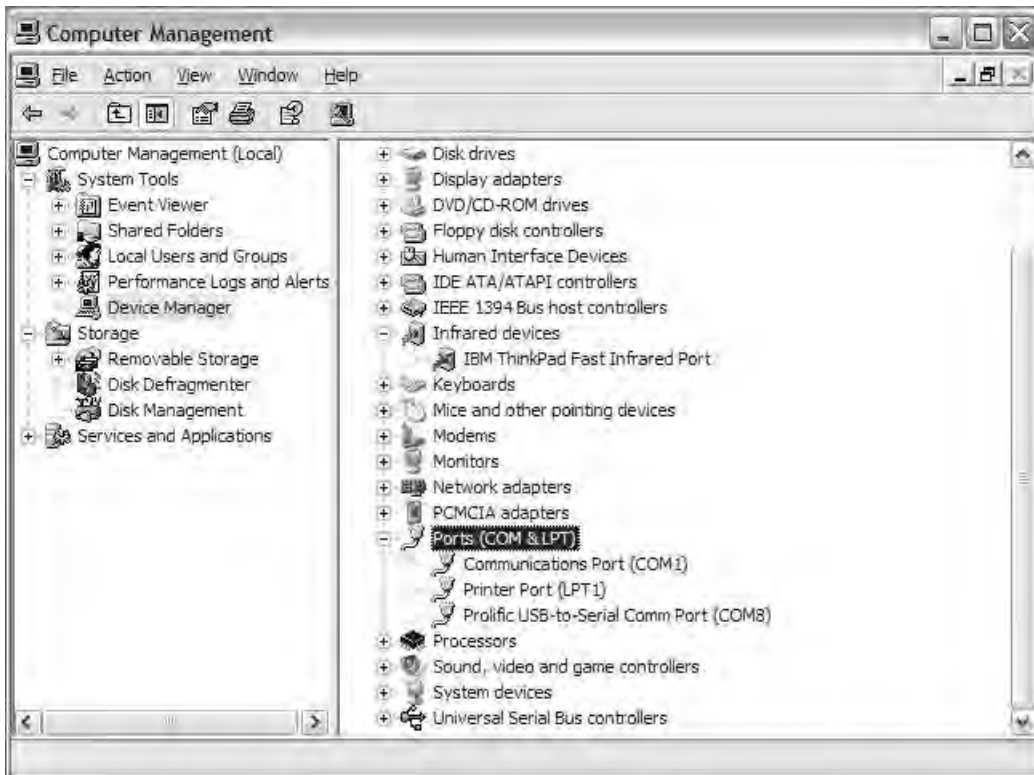 Computer Management
File Action View Window Help
Computer Management (Local)
System Tools
Event Viewer
Shared Folders
Local Users and Groups
Performance Logs and Alerts
Device Manager
Storage
Removable Storage
Disk Defragmenter
Disk Management
Services and Applications
Disk drives
Display adapters
DVD/CD-ROM drives
Floppy disk controllers
Human Interface Devices
IDE ATA/ATAPI controllers
IEEE 1394 Bus host controllers
Infrared devices
IBM ThinkPad Fast Infrared Port
Keyboards
Mice and other pointing devices
Modems
Monitors
Network adapters
PCMCIA adapters
Ports (COM & LPT)
Communications Port (COM1)
Printer Port (LPT1)
Prolific USB-to-Serial Comm Port (COM8)
Processors
Sound, video and game controllers
System devices
Universal Serial Bus controllers